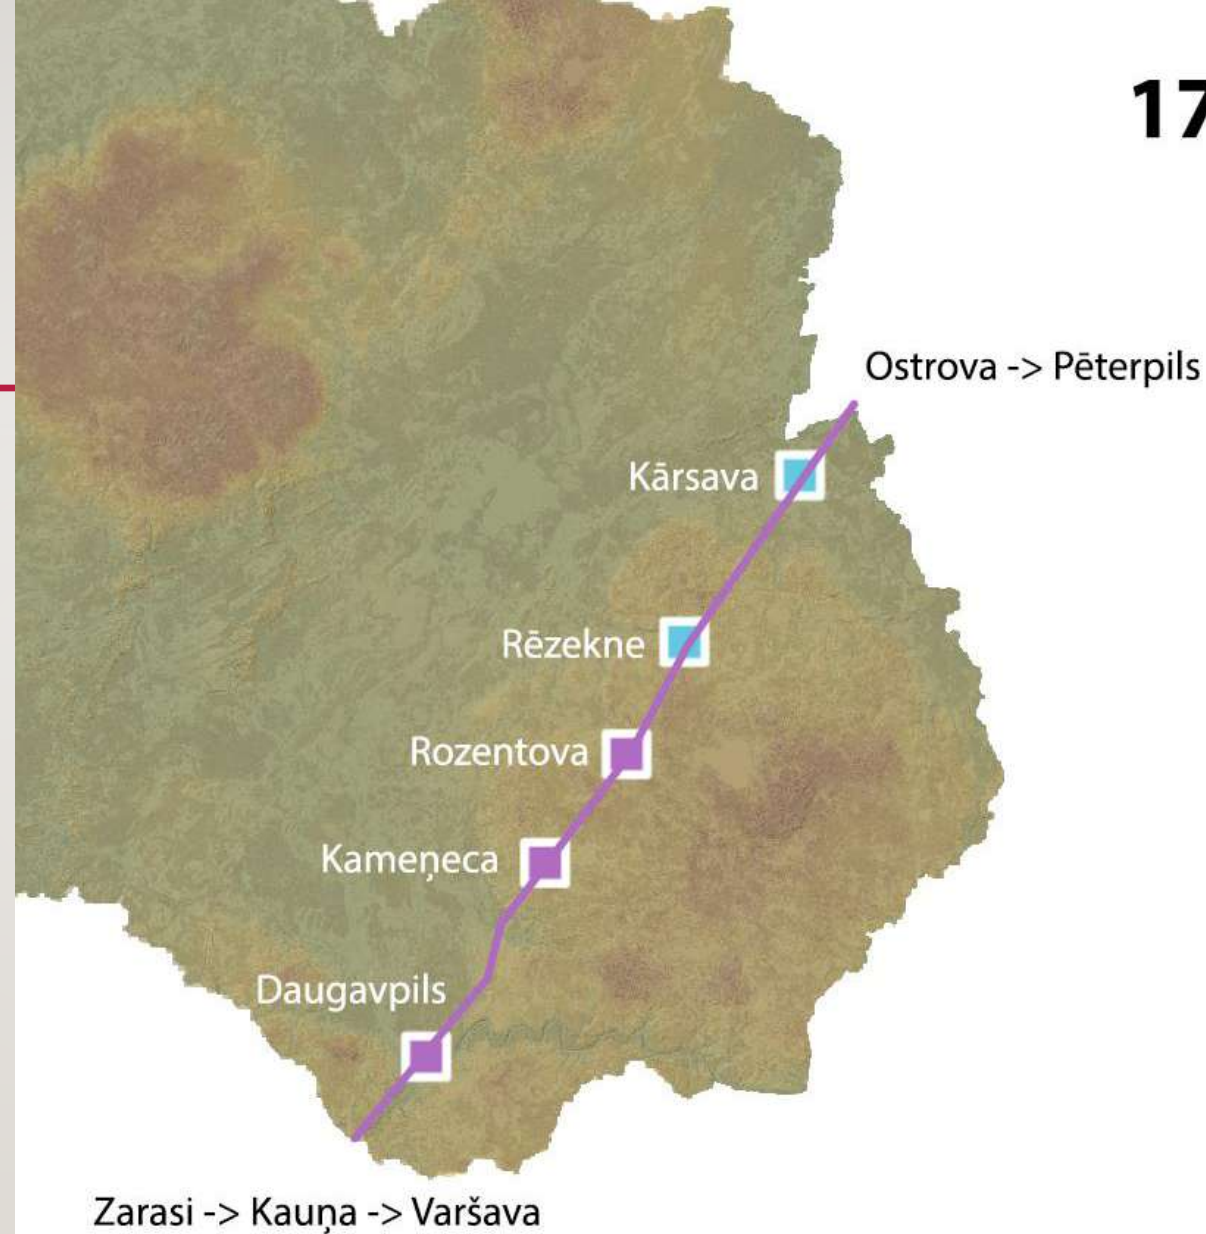 17
Ostrova -> Pēterpils
Kārsava
Rēzekne
Rozentova
Kameņeca
Daugavpils
Zarasi -> Kauņa -> Varšava